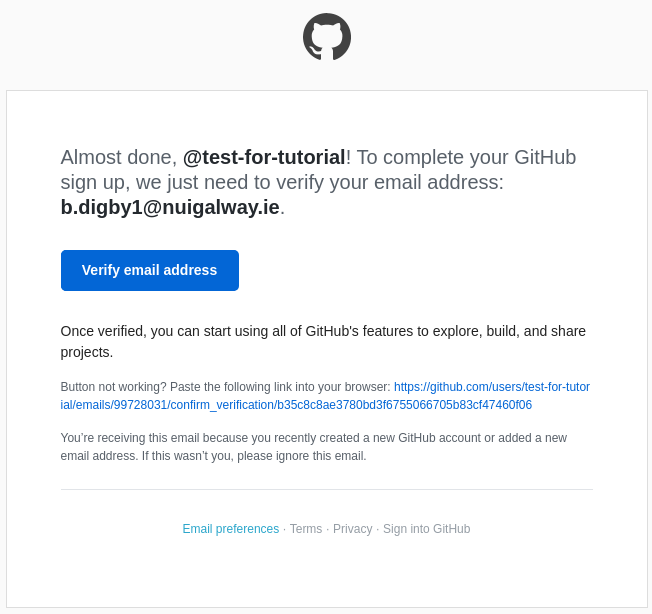 Almost done, @test-for-tutorial! To complete your GitHub
sign up, we just need to verify your email address:
b.digby1@nuigalway.ie.
Verify email address
Once verified, you can start using all of GitHub's features to explore, build, and share
projects.
Button not working? Paste the following link into your browser: https://github.com/users/test-for-tutor
ial/emails/99728031/confirm_verification/b35c8c8ae3780bd3f6755066705b83cf47460f06
You’re receiving this email because you recently created a new GitHub account or added a new
email address. If this wasn’t you, please ignore this email.
Email preferences · Terms · Privacy · Sign into GitHub